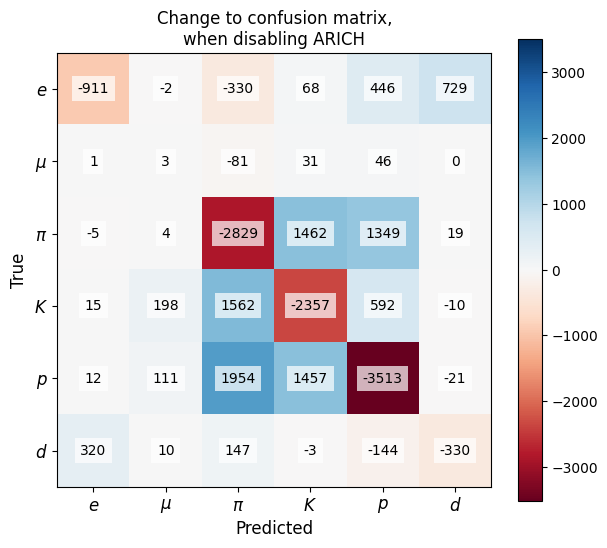 Change to confusion matrix,
when disabling ARICH
e -911 -2 -330 68 446 729
μ 1 3 -81 31 46 0
π -5 4 -2829 1462 1349 19
K 15 198 1562 -2357 592 -10
p 12 111 1954 1457 -3513 -21
d 320 10 147 -3 -144 -330
e μ π K p d
Predicted
True
3000
2000
1000
0
−1000
−2000
−3000